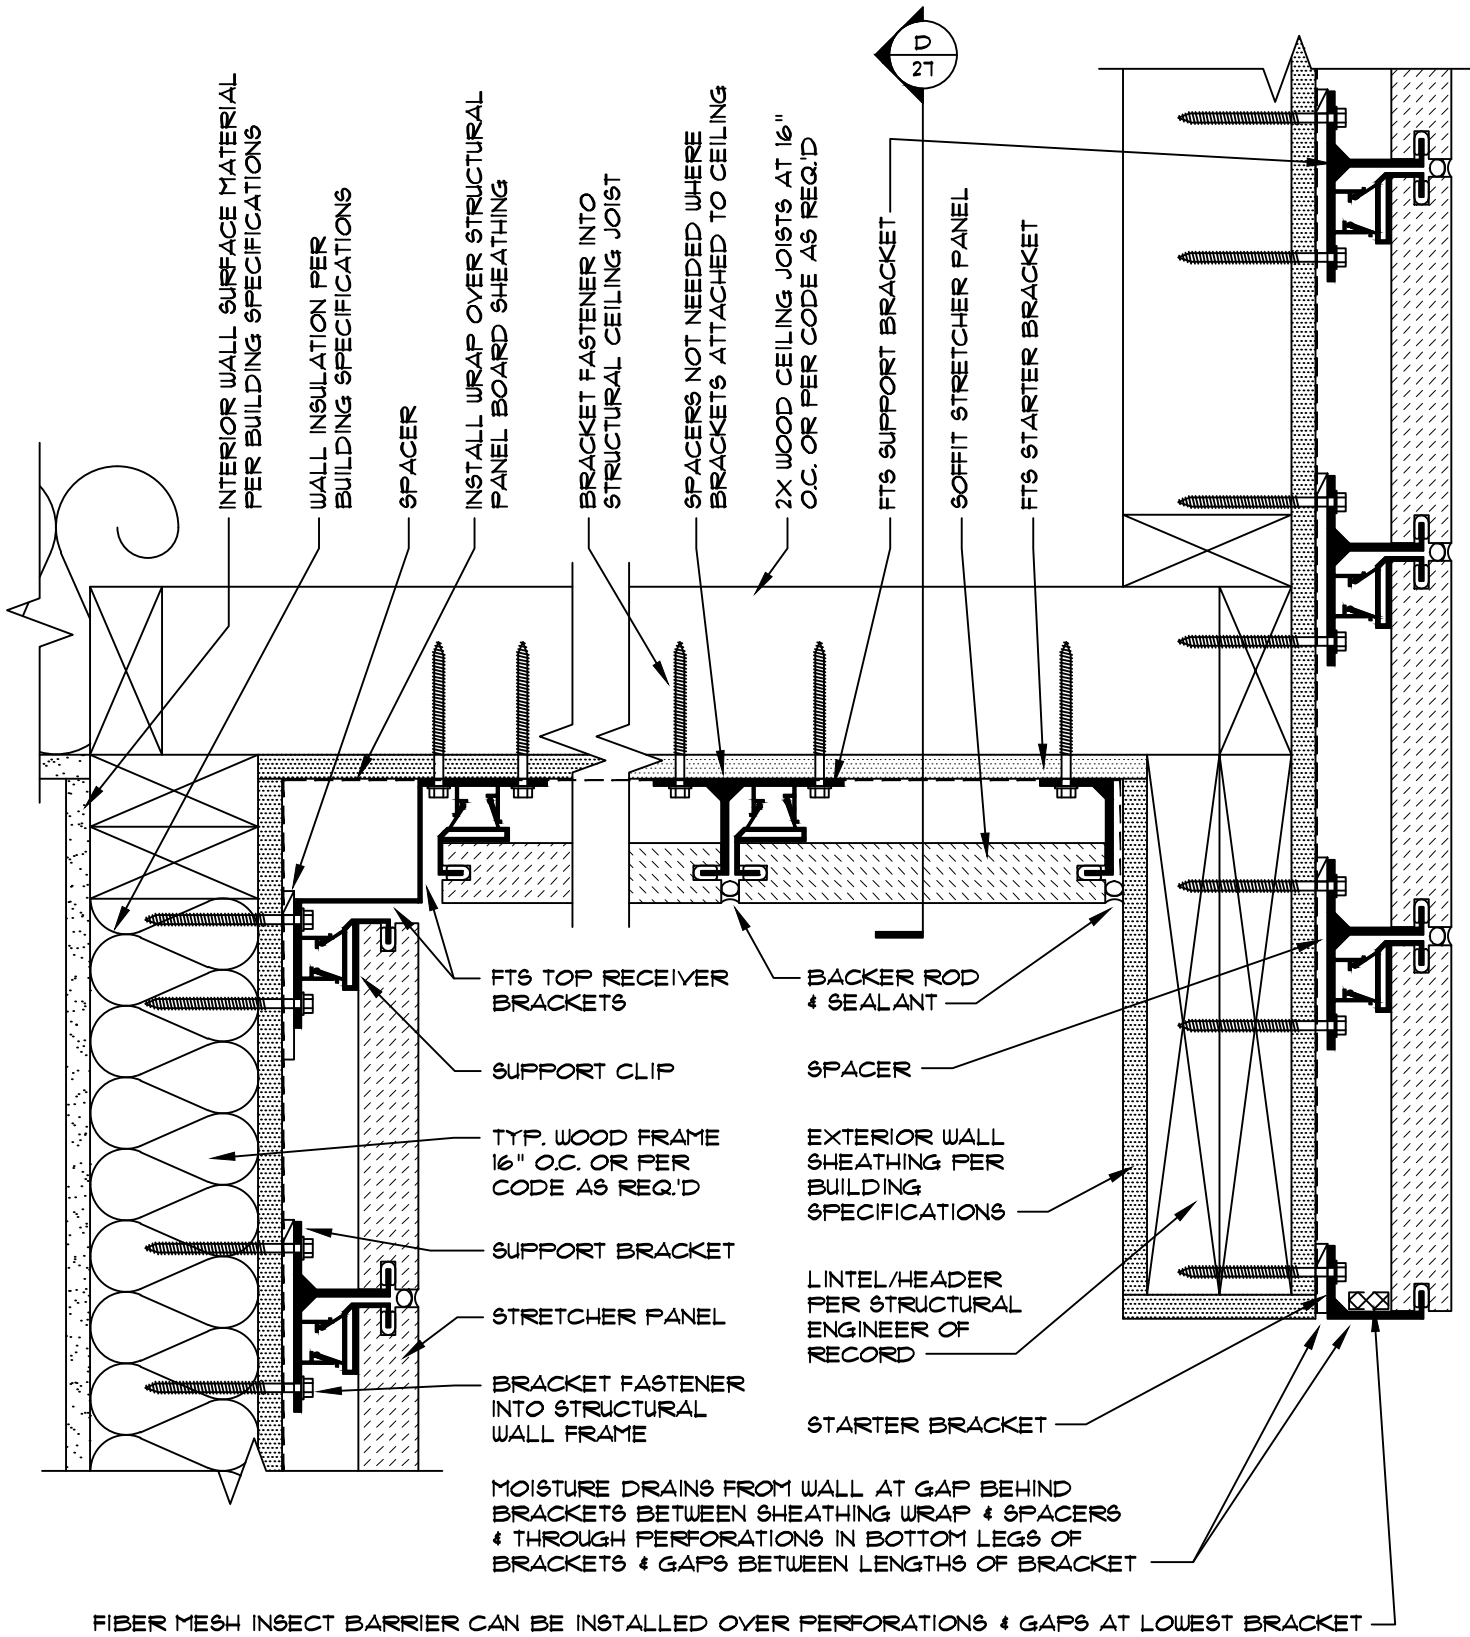 D
27
INTERIOR WALL SURFACE MATERIAL
PER BUILDING SPECIFICATIONS
WALL INSULATION PER
BUILDING SPECIFICATIONS
SPACER
INSTALL WRAP OVER STRUCTURAL
PANEL BOARD SHEATHING
BRACKET FASTENER INTO
STRUCTURAL CEILING JOIST
SPACERS NOT NEEDED WHERE
BRACKETS ATTACHED TO CEILING
2X WOOD CEILING JOISTS AT 16"
O.C. OR PER CODE AS REQ.'D
FTS SUPPORT BRACKET
SOFFIT STRETCHER PANEL
FTS STARTER BRACKET
FTS TOP RECEIVER
BRACKETS
SUPPORT CLIP
TYP. WOOD FRAME
16" O.C. OR PER
CODE AS REQ.'D
SUPPORT BRACKET
STRETCHER PANEL
BRACKET FASTENER
INTO STRUCTURAL
WALL FRAME
BACKER ROD
& SEALANT
SPACER
EXTERIOR WALL
SHEATHING PER
BUILDING
SPECIFICATIONS
LINTEL/HEADER
PER STRUCTURAL
ENGINEER OF
RECORD
STARTER BRACKET
MOISTURE DRAINS FROM WALL AT GAP BEHIND
BRACKETS BETWEEN SHEATHING WRAP & SPACERS
& THROUGH PERFORATIONS IN BOTTOM LEGS OF
BRACKETS & GAPS BETWEEN LENGTHS OF BRACKET
FIBER MESH INSECT BARRIER CAN BE INSTALLED OVER PERFORATIONS & GAPS AT LOWEST BRACKET